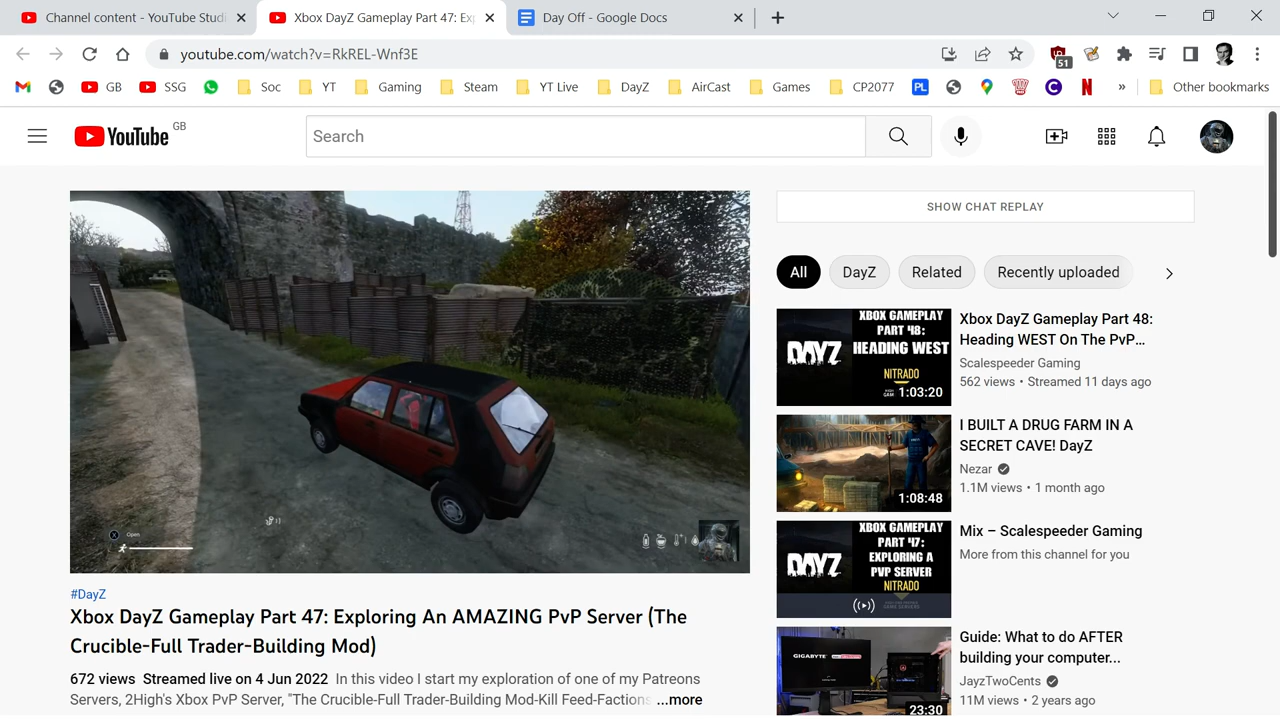 Channel content - YouTube Studi
Xbox DayZ Gameplay Part 47: Exp
Day Off - Google Docs
youtube.com/watch?v=RkREL-Wnf3E
51
GB
SSG
Soc
YT
Gaming
Steam
YT Live
DayZ
AirCast
Games
CP2077
PL
Other bookmarks
YouTube GB
Search
SHOW CHAT REPLAY
All
DayZ
Related
Recently uploaded
XBOX GAMEPLAY
PART 48:
HEADING WEST
DAYZ
NITRADO
1:03:20
Xbox DayZ Gameplay Part 48:
Heading WEST On The PvP...
Scalespeeder Gaming
562 views • Streamed 11 days ago
1:08:48
I BUILT A DRUG FARM IN A
SECRET CAVE! DayZ
Nezar
1.1M views • 1 month ago
XBOX GAMEPLAY
PART 47:
EXPLORING A
PVP SERVER
DAYZ
NITRADO
Mix – Scalespeeder Gaming
More from this channel for you
GIGABYTE
23:30
Guide: What to do AFTER
building your computer...
JayzTwoCents
11M views • 2 years ago
X Open
#DayZ
Xbox DayZ Gameplay Part 47: Exploring An AMAZING PvP Server (The
Crucible-Full Trader-Building Mod)
672 views Streamed live on 4 Jun 2022 In this video I start my exploration of one of my Patreons
Servers, 2High's Xbox PvP Server, "The Crucible-Full Trader-Building Mod-Kill Feed-Factions ...more